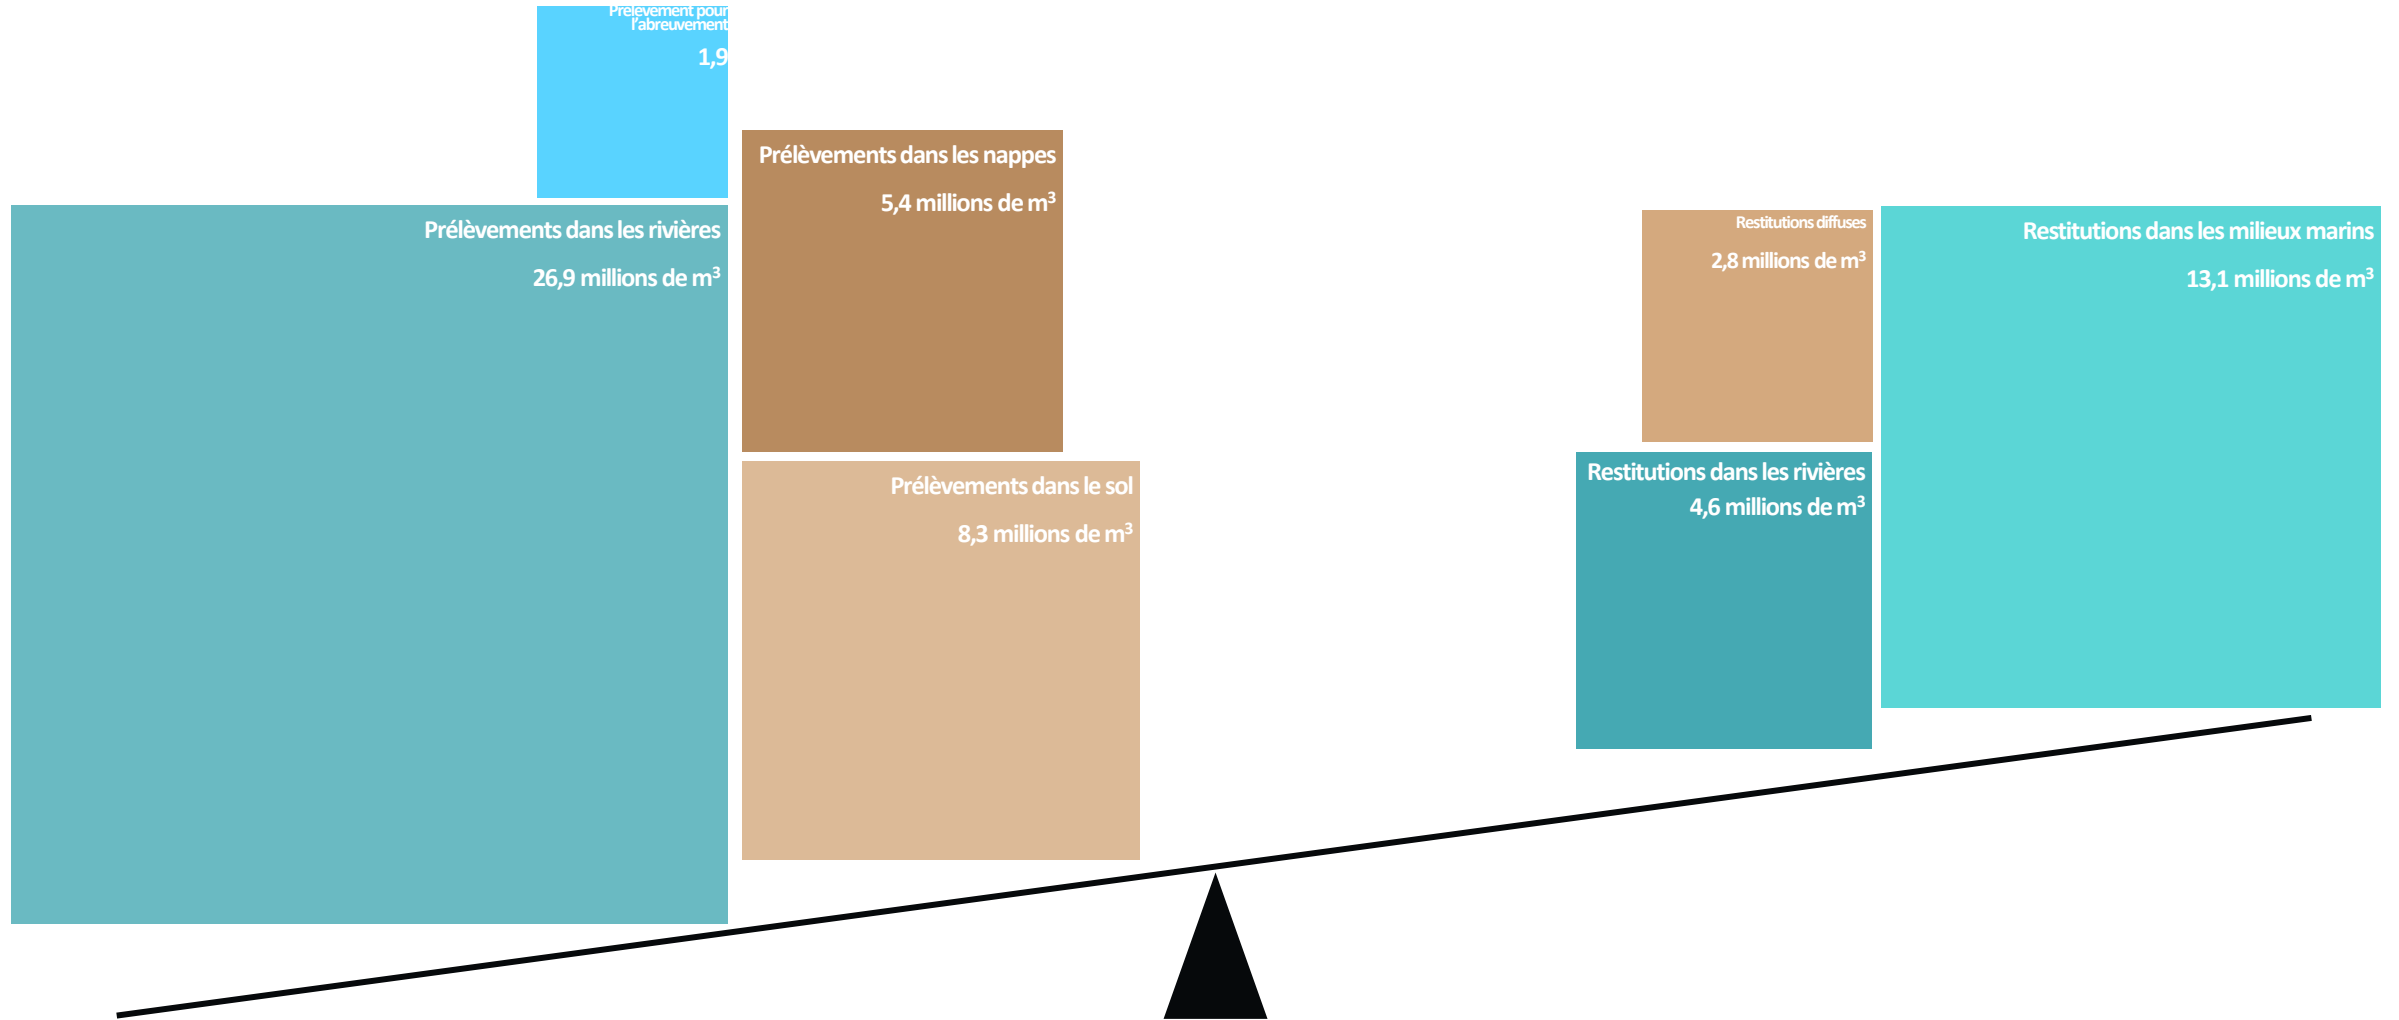 Prélèvement pour
l'abreuvement
1,9
Prélèvements dans les nappes
5,4 millions de m³
Prélèvements dans les rivières
26,9 millions de m³
Prélèvements dans le sol
8,3 millions de m³
Restitutions diffuses
2,8 millions de m³
Restitutions dans les milieux marins
13,1 millions de m³
Restitutions dans les rivières
4,6 millions de m³